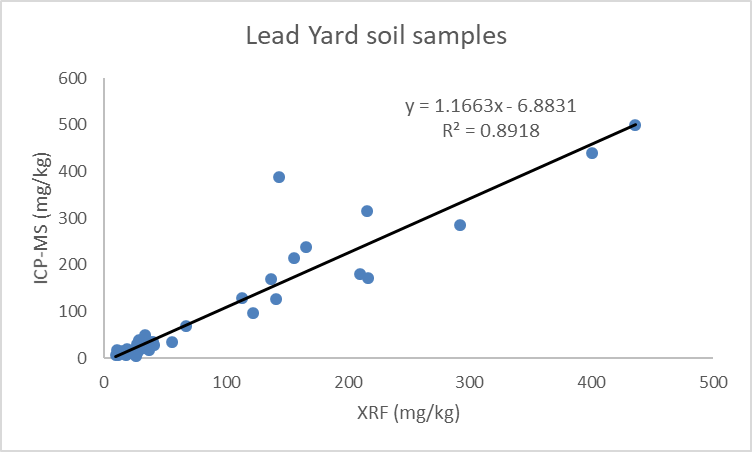 Lead Yard soil samples
600
y = 1.1663x - 6.8831
R² = 0.8918
500
400
300
200
100
0
ICP-MS (mg/kg)
0 100 200 300 400 500
XRF (mg/kg)